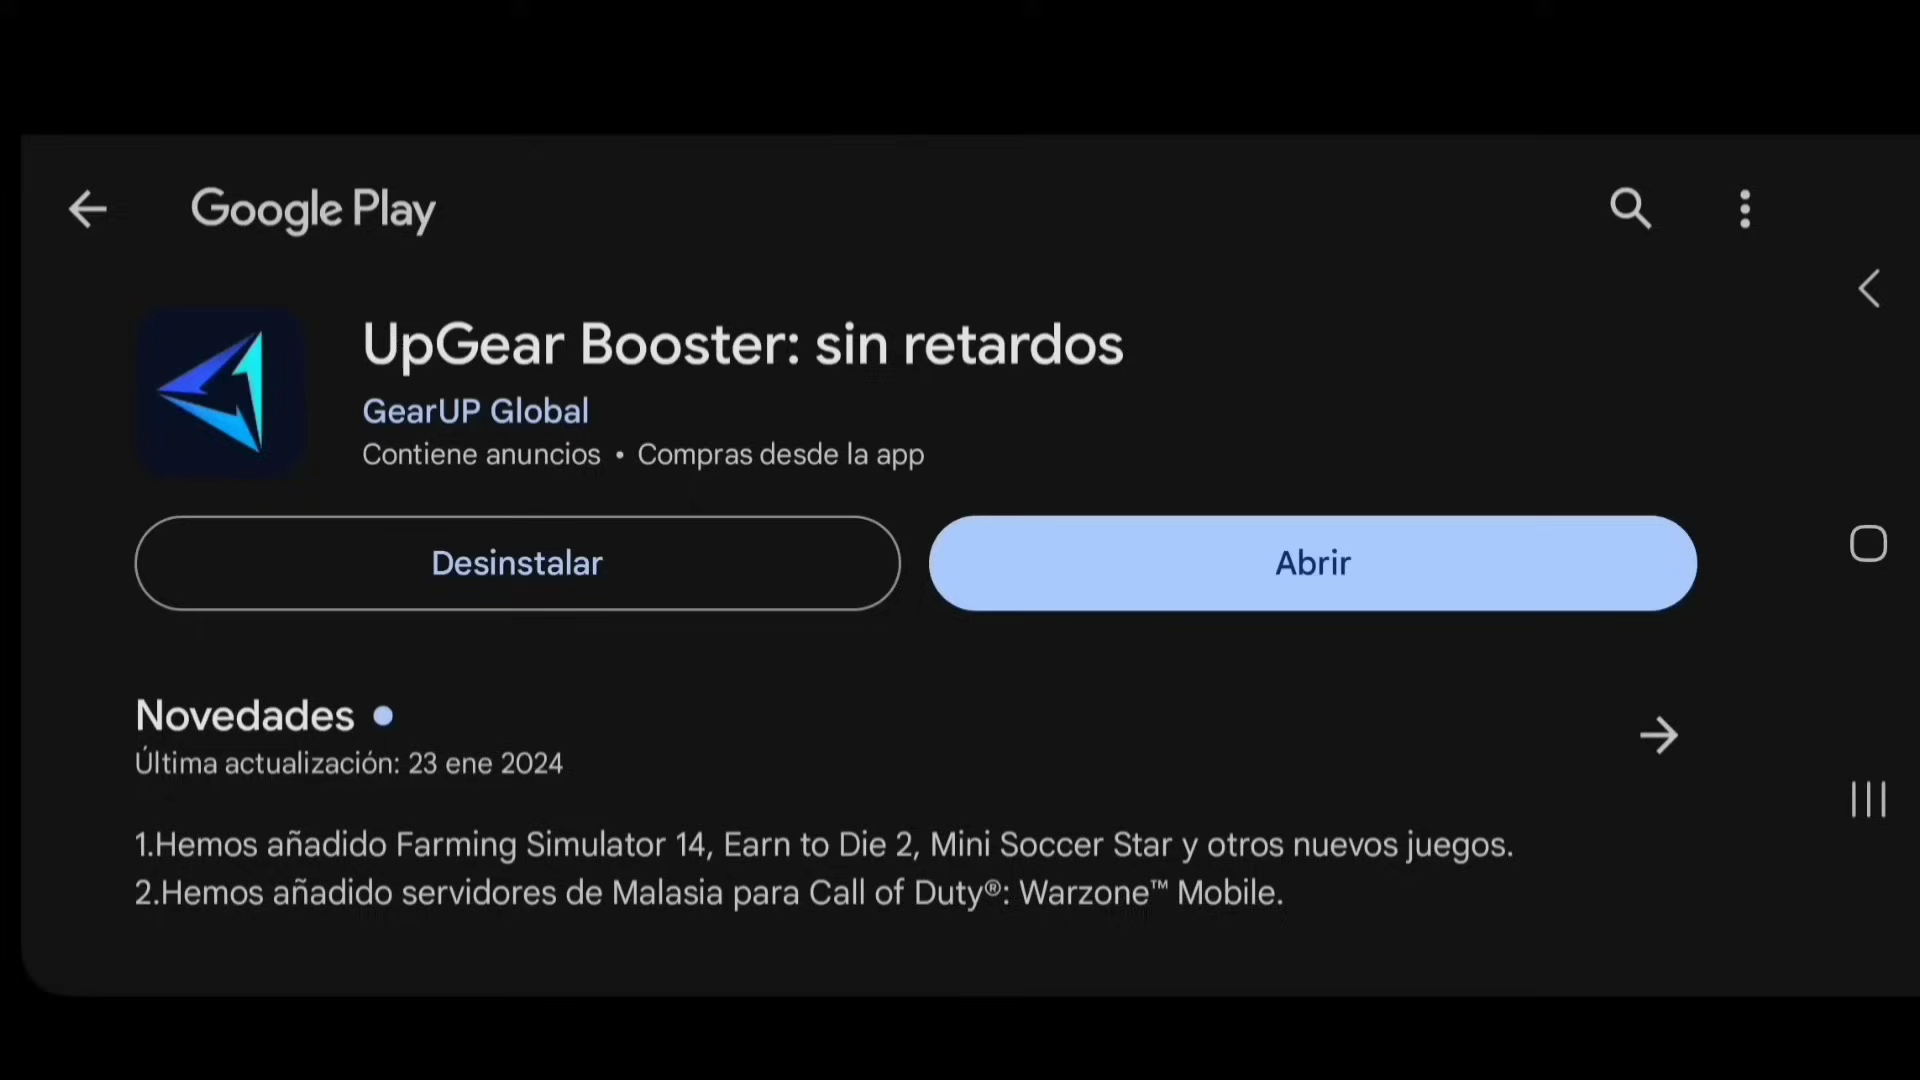 Google Play
UpGear Booster: sin retardos
GearUP Global
Contiene anuncios • Compras desde la app
Desinstalar
Abrir
Novedades
Última actualización: 23 ene 2024
1.Hemos añadido Farming Simulator 14, Earn to Die 2, Mini Soccer Star y otros nuevos juegos.
2.Hemos añadido servidores de Malasia para Call of Duty®: Warzone™ Mobile.